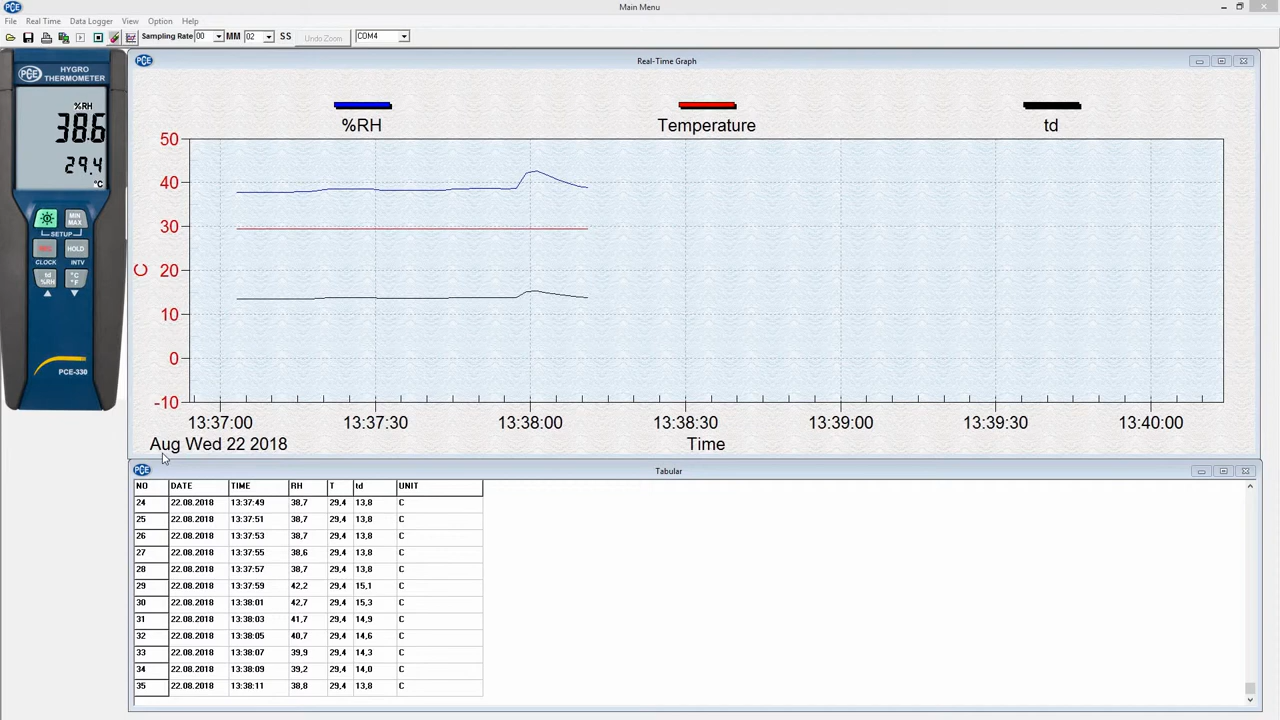 PCE
Main Menu
File Real Time Data Logger View Option Help
Sampling Rate 00 MM 02 SS Undo Zoom COM4
PCE HYGRO
THERMOMETER
%RH
38.6
29.4
°C
MIN
MAX
SETUP
HOLD
CLOCK INTV
td
%RH
°C
°F
PCE-330
PCE Real-Time Graph
%RH Temperature td
50
40
30
20
10
0
-10
C
13:37:00 13:37:30 13:38:00 13:38:30 13:39:00 13:39:30 13:40:00
Aug Wed 22 2018 Time
PCE Tabular
NO DATE TIME RH T td UNIT
24 22.08.2018 13:37:49 38,7 29,4 13,8 C
25 22.08.2018 13:37:51 38,7 29,4 13,8 C
26 22.08.2018 13:37:53 38,7 29,4 13,8 C
27 22.08.2018 13:37:55 38,6 29,4 13,8 C
28 22.08.2018 13:37:57 38,7 29,4 13,8 C
29 22.08.2018 13:37:59 42,2 29,4 15,1 C
30 22.08.2018 13:38:01 42,7 29,4 15,3 C
31 22.08.2018 13:38:03 41,7 29,4 14,9 C
32 22.08.2018 13:38:05 40,7 29,4 14,6 C
33 22.08.2018 13:38:07 39,9 29,4 14,3 C
34 22.08.2018 13:38:09 39,2 29,4 14,0 C
35 22.08.2018 13:38:11 38,8 29,4 13,8 C